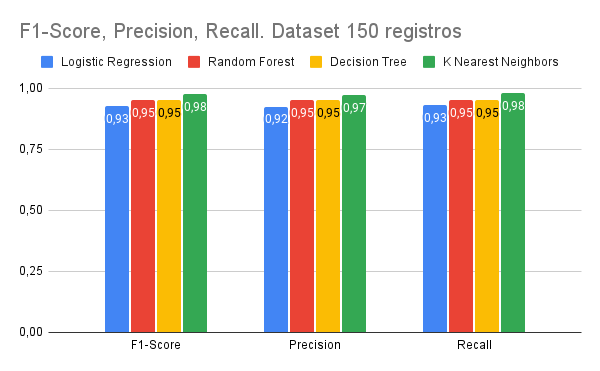 F1-Score, Precision, Recall. Dataset 150 registros
Logistic Regression Random Forest Decision Tree K Nearest Neighbors
1,00
0,75
0,50
0,25
0,00
0,93 0,95 0,95 0,98
0,92 0,95 0,95 0,97
0,93 0,95 0,95 0,98
F1-Score Precision Recall